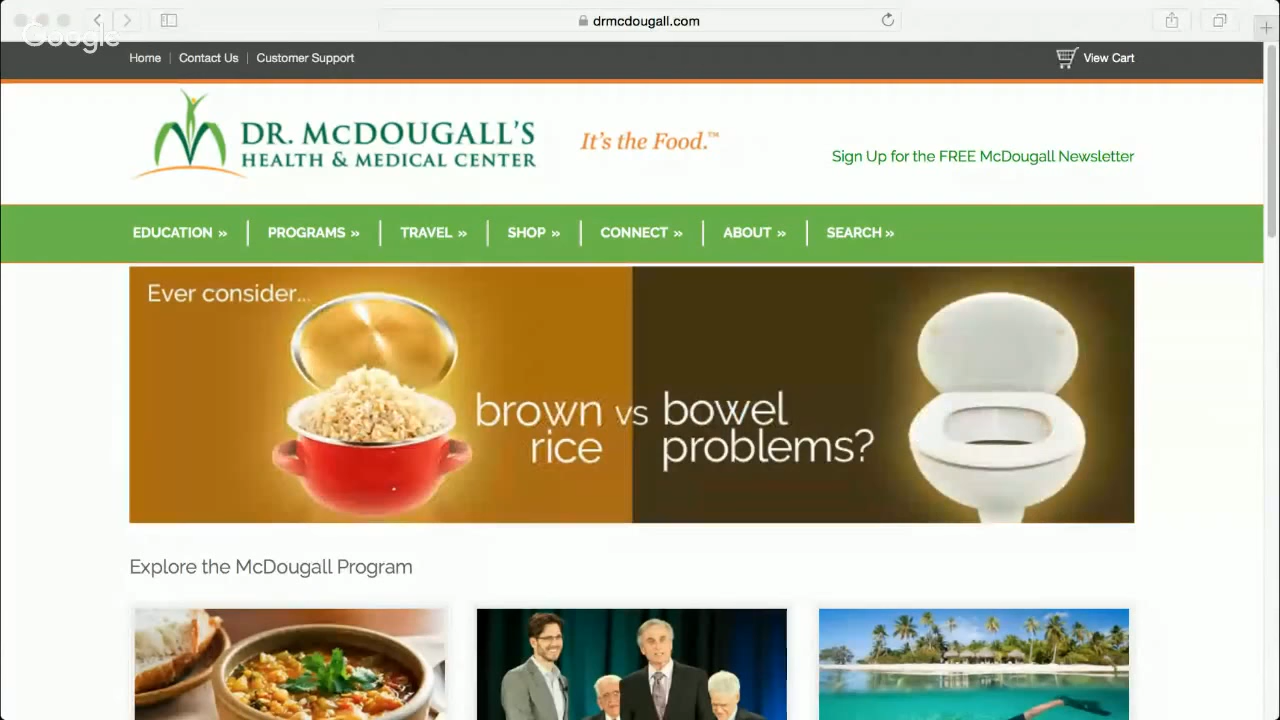 drmcdougall.com
Google
Home | Contact Us | Customer Support
View Cart
DR. MCDOUGALL'S
HEALTH & MEDICAL CENTER
It's the Food.™
Sign Up for the FREE McDougall Newsletter
EDUCATION » | PROGRAMS » | TRAVEL » | SHOP » | CONNECT » | ABOUT » | SEARCH »
Ever consider...
brown vs bowel
rice problems?
Explore the McDougall Program